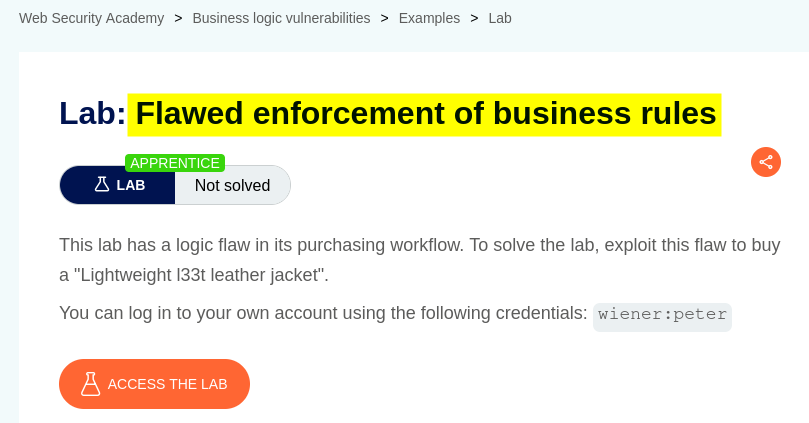 Web Security Academy > Business logic vulnerabilities > Examples > Lab
Lab: Flawed enforcement of business rules
APPRENTICE
LAB Not solved
This lab has a logic flaw in its purchasing workflow. To solve the lab, exploit this flaw to buy
a "Lightweight l33t leather jacket".
You can log in to your own account using the following credentials: wiener:peter
ACCESS THE LAB